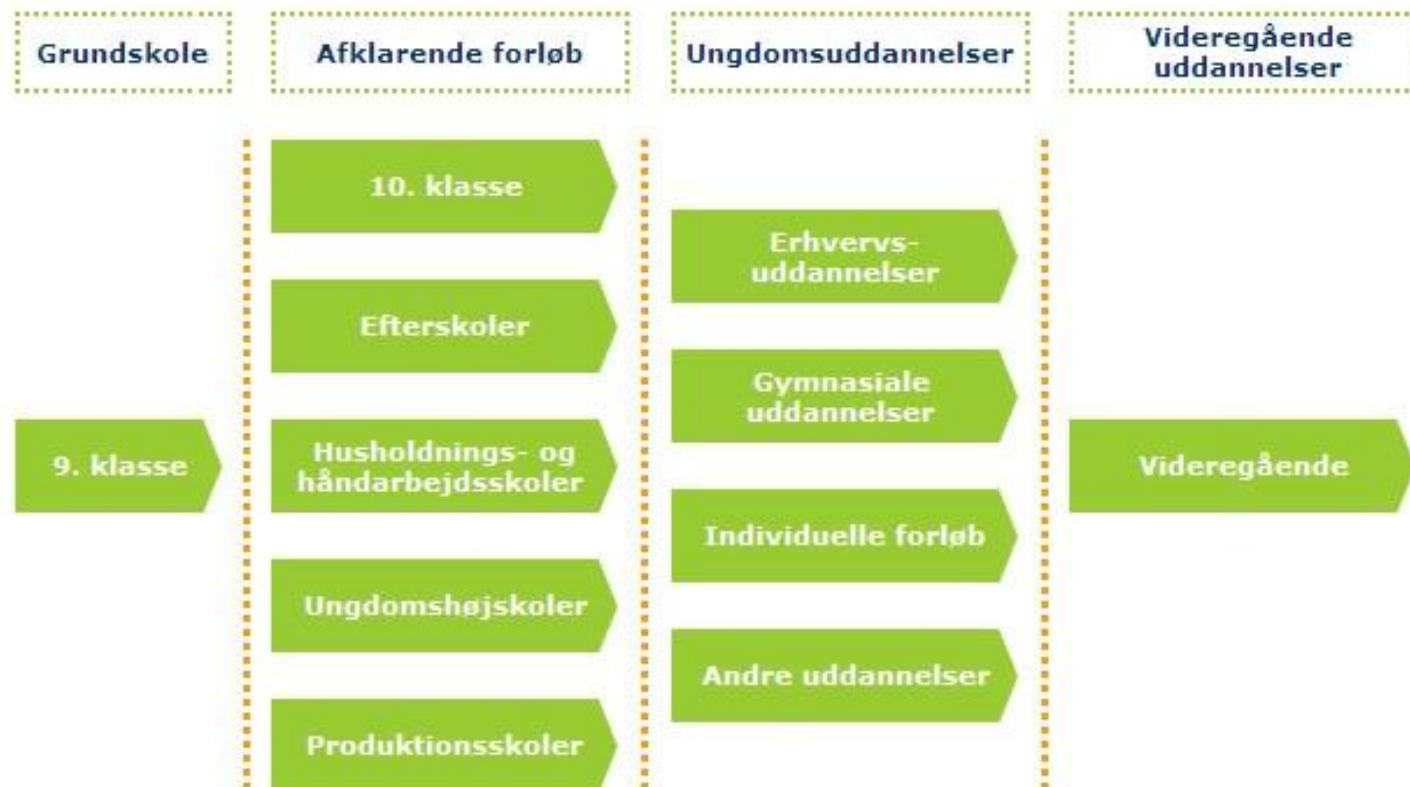 Grundskole
Afklarende forløb
Ungdomsuddannelser
Videregående
uddannelser
9. klasse
10. klasse
Efterskoler
Husholdnings- og
håndarbejdsskoler
Ungdomshøjskoler
Produktionsskoler
Erhvervs-
uddannelser
Gymnasiale
uddannelser
Individuelle forløb
Andre uddannelser
Videregående